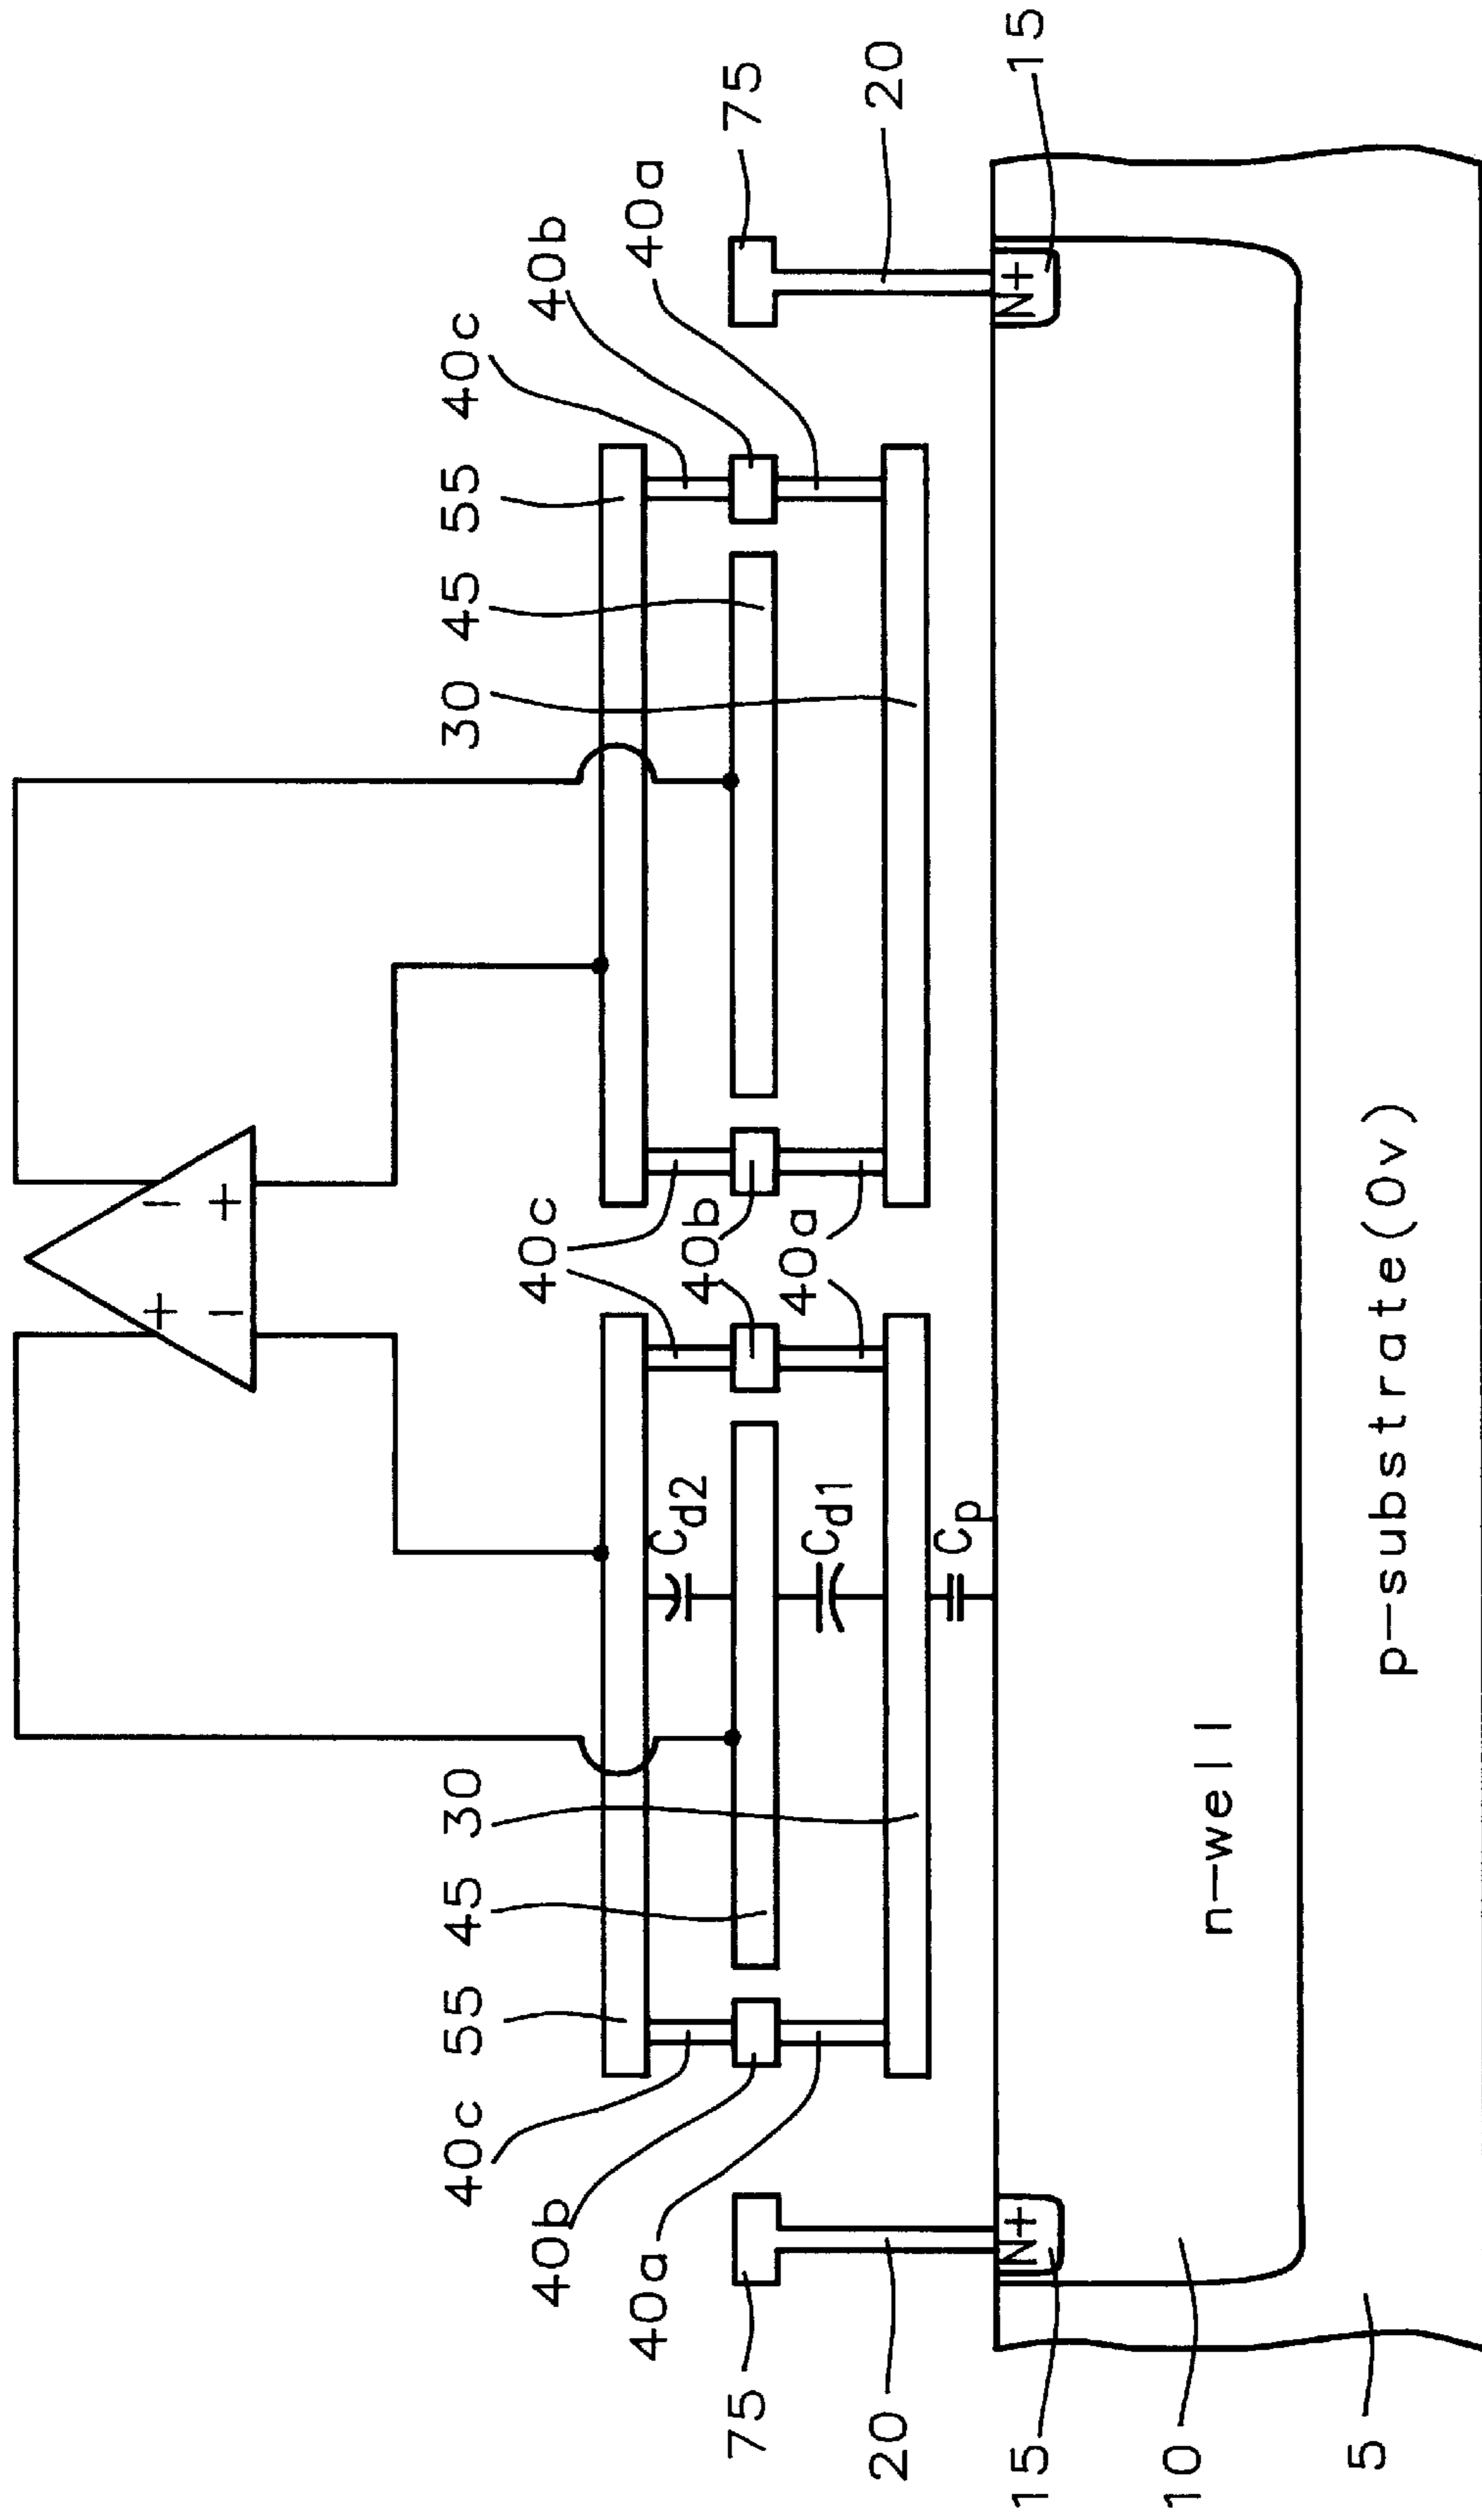 + −
− +
40c 55 45 30 30 45 55 40c
40b 40c 40b
40a Cd2 40b 40a
75 Cd1 40a 75
20 Cp 20
15 N+ N+ 15
10 n-well
5 p-substrate(0v)